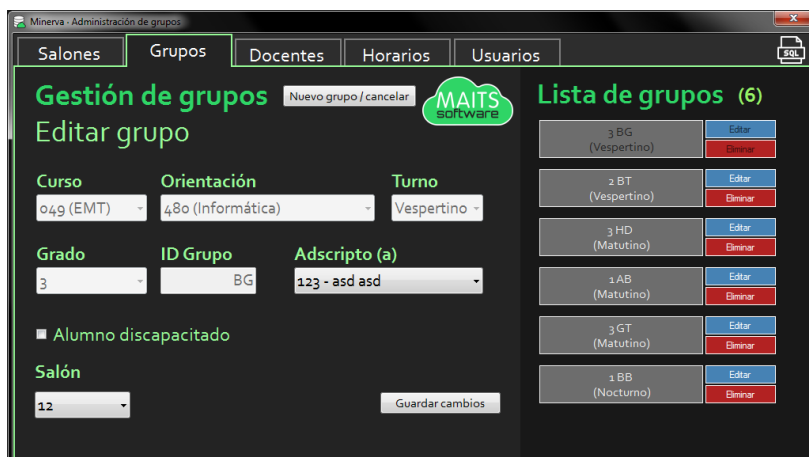 Minerva - Administración de grupos
x
Salones
Grupos
Docentes
Horarios
Usuarios
SQL
Gestión de grupos
Nuevo grupo / cancelar
MAITS
software
Editar grupo
Curso
Orientación
Turno
049 (EMT)
480 (Informática)
Vespertino
Grado
ID Grupo
Adscripto (a)
3
BG
123 - asd asd
Alumno discapacitado
Salón
12
Guardar cambios
Lista de grupos (6)
3 BG
(Vespertino)
Editar
Eliminar
2 BT
(Vespertino)
Editar
Eliminar
3 HD
(Matutino)
Editar
Eliminar
1 AB
(Matutino)
Editar
Eliminar
3 GT
(Matutino)
Editar
Eliminar
1 BB
(Nocturno)
Editar
Eliminar